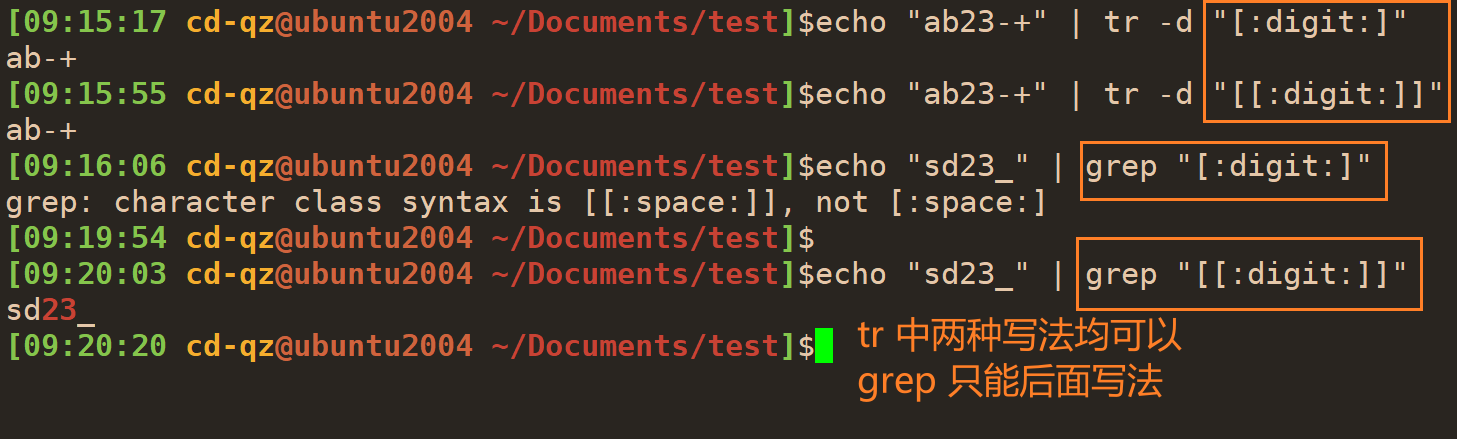 [09:15:17 cd-qz@ubuntu2004 ~/Documents/test]$echo "ab23-+" | tr -d "[:digit:]"
ab-+
[09:15:55 cd-qz@ubuntu2004 ~/Documents/test]$echo "ab23-+" | tr -d "[[:digit:]]"
ab-+
[09:16:06 cd-qz@ubuntu2004 ~/Documents/test]$echo "sd23_" | grep "[:digit:]"
grep: character class syntax is [[:space:]], not [:space:]
[09:19:54 cd-qz@ubuntu2004 ~/Documents/test]$
[09:20:03 cd-qz@ubuntu2004 ~/Documents/test]$echo "sd23_" | grep "[[:digit:]]"
sd23_
[09:20:20 cd-qz@ubuntu2004 ~/Documents/test]$
tr 中两种写法均可以
grep 只能后面写法